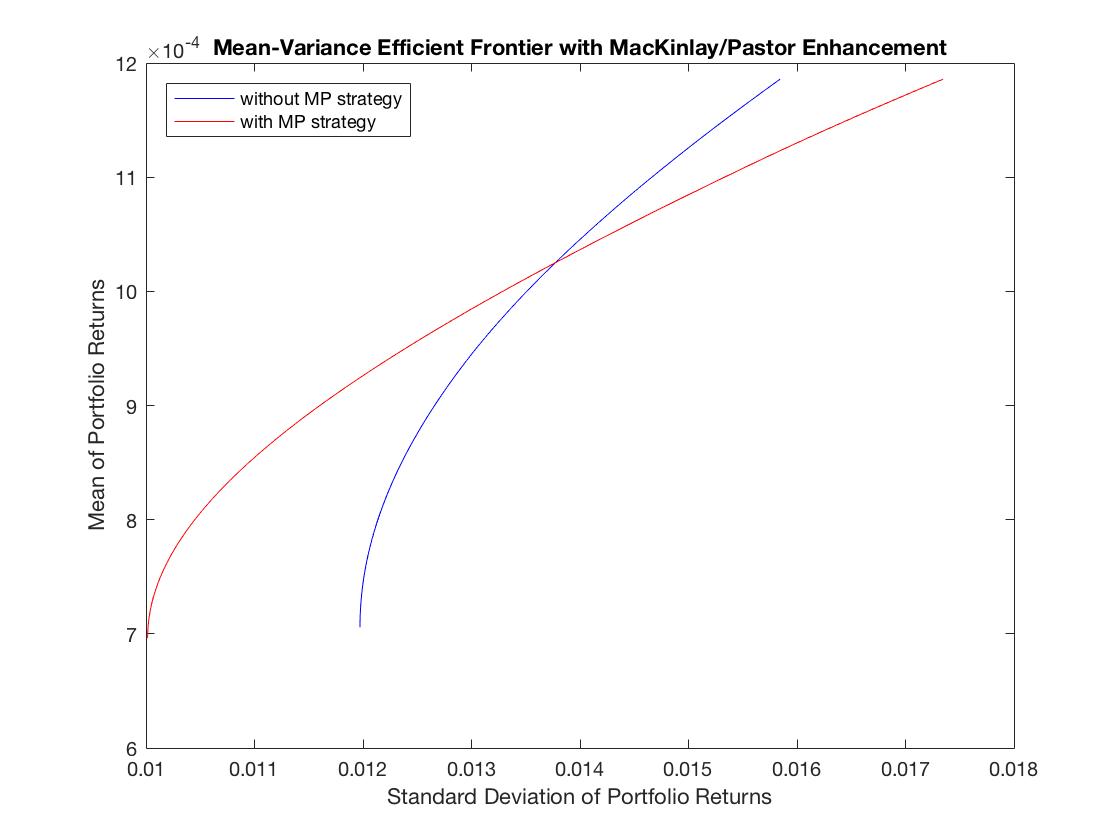 ×10-4 Mean-Variance Efficient Frontier with MacKinlay/Pastor Enhancement
without MP strategy
with MP strategy
12
11
10
9
8
7
6
Mean of Portfolio Returns
0.01 0.011 0.012 0.013 0.014 0.015 0.016 0.017 0.018
Standard Deviation of Portfolio Returns